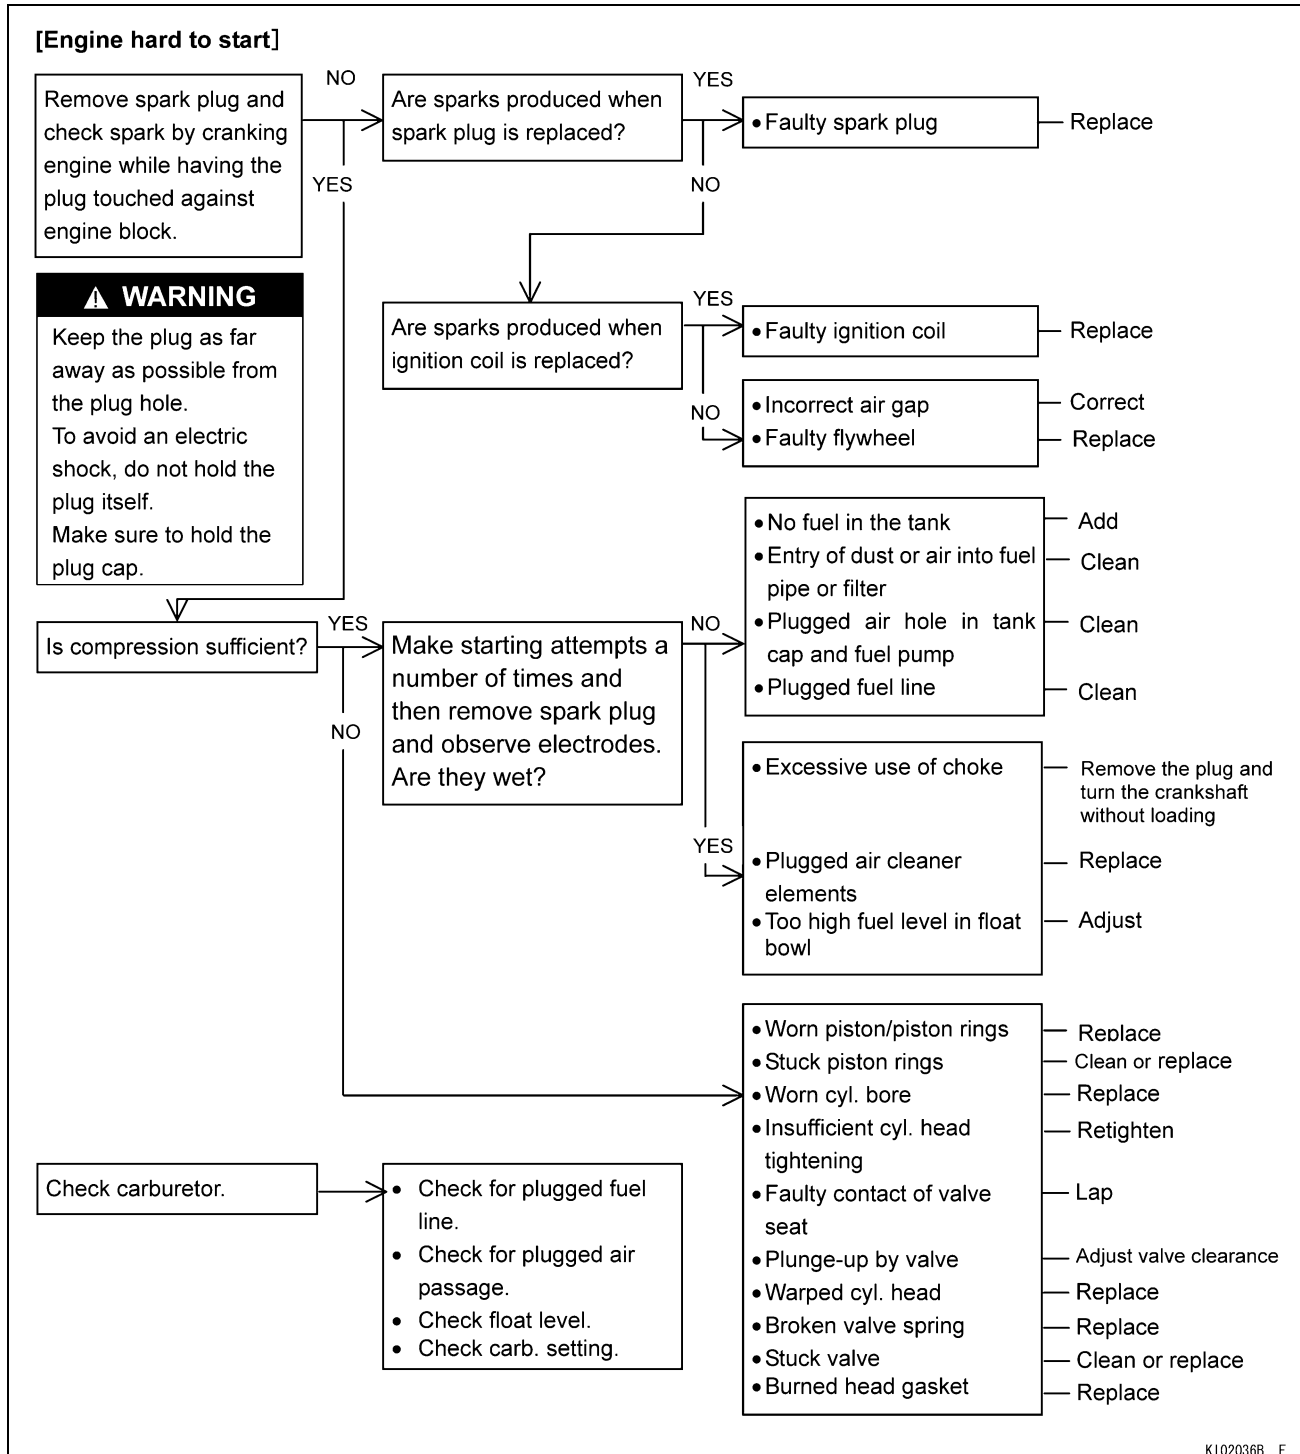 [Engine hard to start]
Remove spark plug and
check spark by cranking
engine while having the
plug touched against
engine block.
NO
YES
Are sparks produced when
spark plug is replaced?
YES
NO
•Faulty spark plug
Replace
⚠ WARNING
Keep the plug as far
away as possible from
the plug hole.
To avoid an electric
shock, do not hold the
plug itself.
Make sure to hold the
plug cap.
Are sparks produced when
ignition coil is replaced?
YES
NO
•Faulty ignition coil
Replace
•Incorrect air gap
Correct
•Faulty flywheel
Replace
Is compression sufficient?
YES
NO
Make starting attempts a
number of times and
then remove spark plug
and observe electrodes.
Are they wet?
NO
YES
•No fuel in the tank
Add
•Entry of dust or air into fuel
pipe or filter
Clean
•Plugged air hole in tank
cap and fuel pump
Clean
•Plugged fuel line
Clean
•Excessive use of choke
Remove the plug and
turn the crankshaft
without loading
•Plugged air cleaner
elements
Replace
•Too high fuel level in float
bowl
Adjust
•Worn piston/piston rings
Replace
•Stuck piston rings
Clean or replace
•Worn cyl. bore
Replace
•Insufficient cyl. head
tightening
Retighten
•Faulty contact of valve
seat
Lap
•Plunge-up by valve
Adjust valve clearance
•Warped cyl. head
Replace
•Broken valve spring
Replace
•Stuck valve
Clean or replace
•Burned head gasket
Replace
Check carburetor.
• Check for plugged fuel
line.
• Check for plugged air
passage.
• Check float level.
• Check carb. setting.
KI02036B E